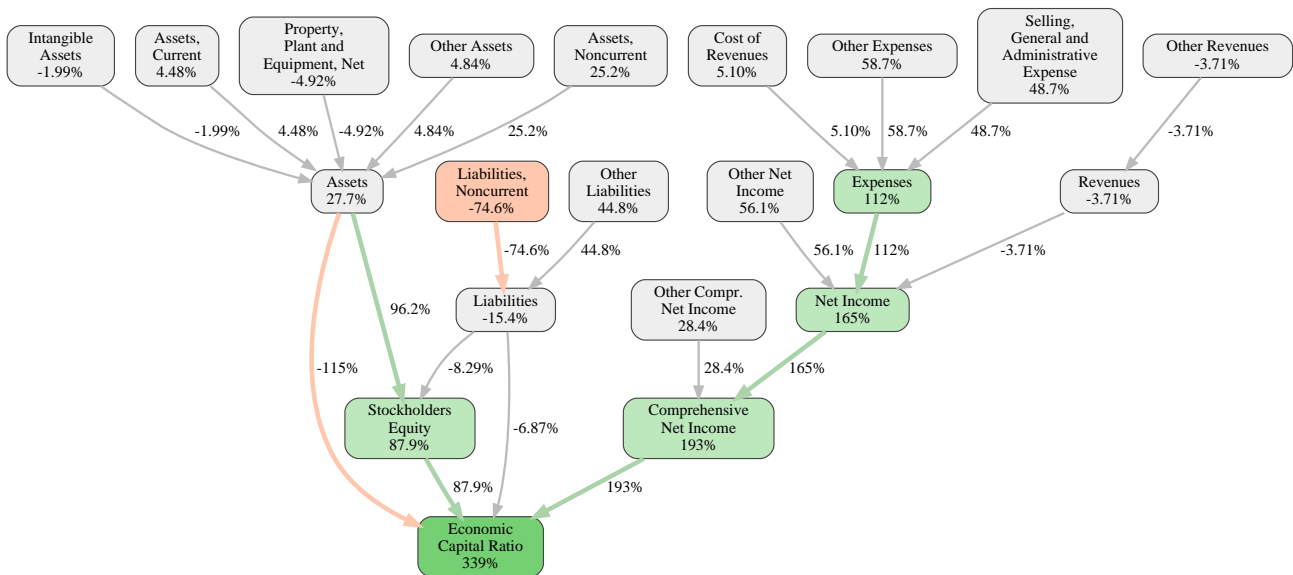 Intangible
Assets
-1.99%
Assets,
Current
4.48%
Property,
Plant and
Equipment, Net
-4.92%
Other Assets
4.84%
Assets,
Noncurrent
25.2%
Cost of
Revenues
5.10%
Other Expenses
58.7%
Selling,
General and
Administrative
Expense
48.7%
Other Revenues
-3.71%
-1.99%
4.48%
-4.92%
4.84%
25.2%
5.10%
58.7%
48.7%
-3.71%
Assets
27.7%
Liabilities,
Noncurrent
-74.6%
Other
Liabilities
44.8%
Other Net
Income
56.1%
Expenses
112%
Revenues
-3.71%
-74.6%
44.8%
56.1%
112%
-3.71%
96.2%
Liabilities
-15.4%
Other Compr.
Net Income
28.4%
Net Income
165%
-115%
-8.29%
28.4%
165%
Stockholders
Equity
87.9%
-6.87%
Comprehensive
Net Income
193%
87.9%
193%
Economic
Capital Ratio
339%